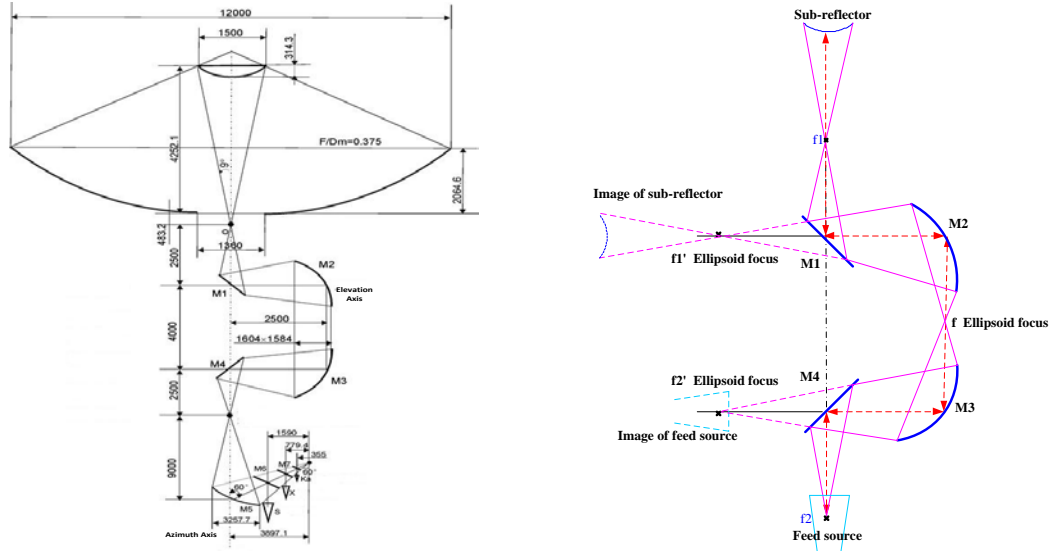 12000
1500
314.3
4252.1
9°
F/Dm=0.375
2064.6
483.2
1360
2500
M2
M1
Elevation
Axis
2500
4000
1604×1584
M4
M3
2500
1590
779.4
355
M6
M7
60°
Ka
9000
60°
X
M5
S
3257.7
Azimuth Axis
3897.1
Sub-reflector
f1
Image of sub-reflector
M2
f1' Ellipsoid focus
M1
f Ellipsoid focus
M4
f2' Ellipsoid focus
M3
Image of feed source
f2
Feed source